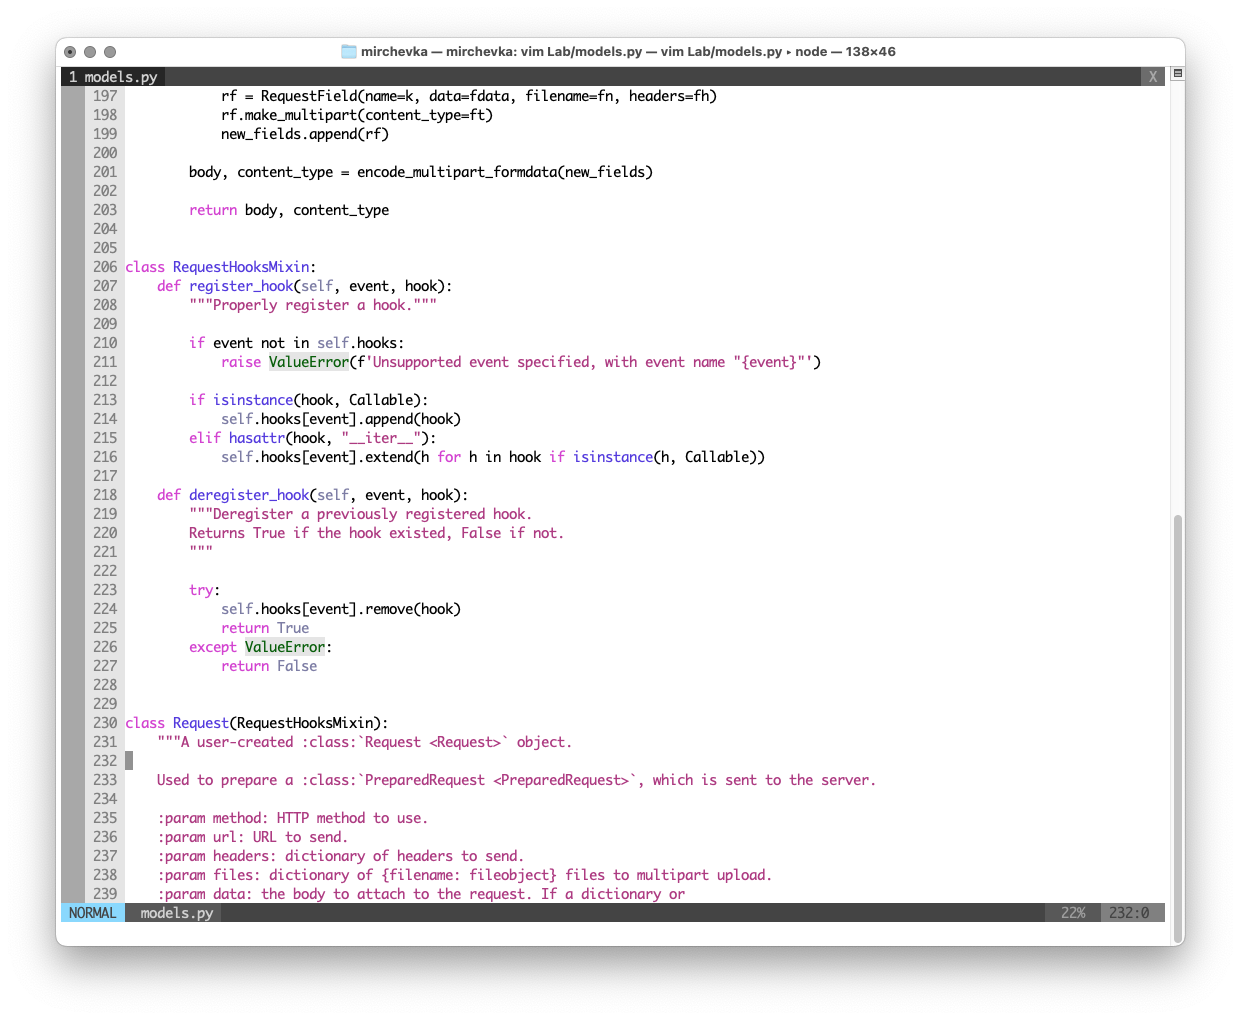 mirchevka — mirchevka: vim Lab/models.py — vim Lab/models.py ▸ node — 138×46
1 models.py X
197             rf = RequestField(name=k, data=fdata, filename=fn, headers=fh)
198             rf.make_multipart(content_type=ft)
199             new_fields.append(rf)
200
201         body, content_type = encode_multipart_formdata(new_fields)
202
203         return body, content_type
204
205
206 class RequestHooksMixin:
207     def register_hook(self, event, hook):
208         """Properly register a hook."""
209
210         if event not in self.hooks:
211             raise ValueError(f'Unsupported event specified, with event name "{event}"')
212
213         if isinstance(hook, Callable):
214             self.hooks[event].append(hook)
215         elif hasattr(hook, "__iter__"):
216             self.hooks[event].extend(h for h in hook if isinstance(h, Callable))
217
218     def deregister_hook(self, event, hook):
219         """Deregister a previously registered hook.
220         Returns True if the hook existed, False if not.
221         """
222
223         try:
224             self.hooks[event].remove(hook)
225             return True
226         except ValueError:
227             return False
228
229
230 class Request(RequestHooksMixin):
231     """A user-created :class:`Request <Request>` object.
232
233     Used to prepare a :class:`PreparedRequest <PreparedRequest>`, which is sent to the server.
234
235     :param method: HTTP method to use.
236     :param url: URL to send.
237     :param headers: dictionary of headers to send.
238     :param files: dictionary of {filename: fileobject} files to multipart upload.
239     :param data: the body to attach to the request. If a dictionary or
NORMAL models.py 22% 232:0